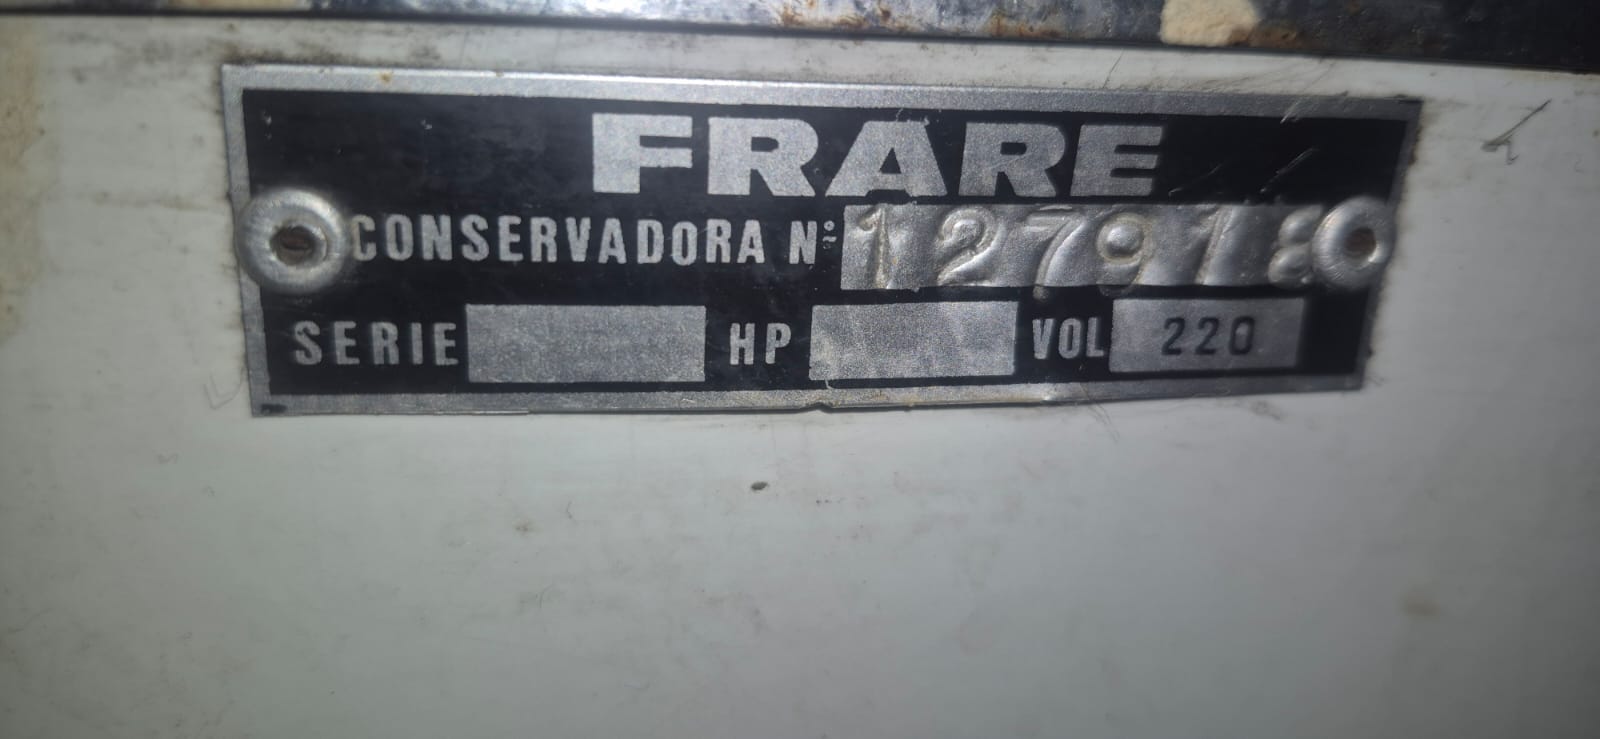 FRARE
CONSERVADORA Nº 127918
SERIE HP VOL 220